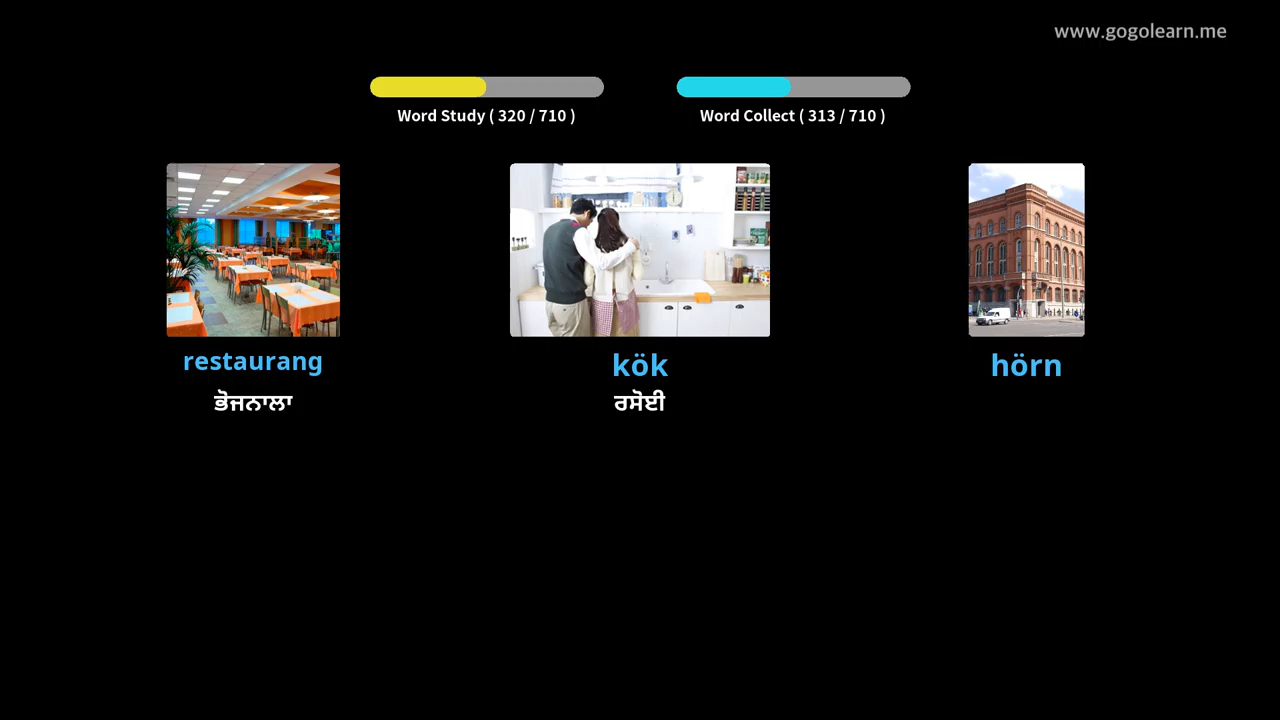 www.gogolearn.me
Word Study ( 320 / 710 )
Word Collect ( 313 / 710 )
restaurang
kök
hörn
ਭੋਜਨਾਲਾ
ਰਸੋਈ